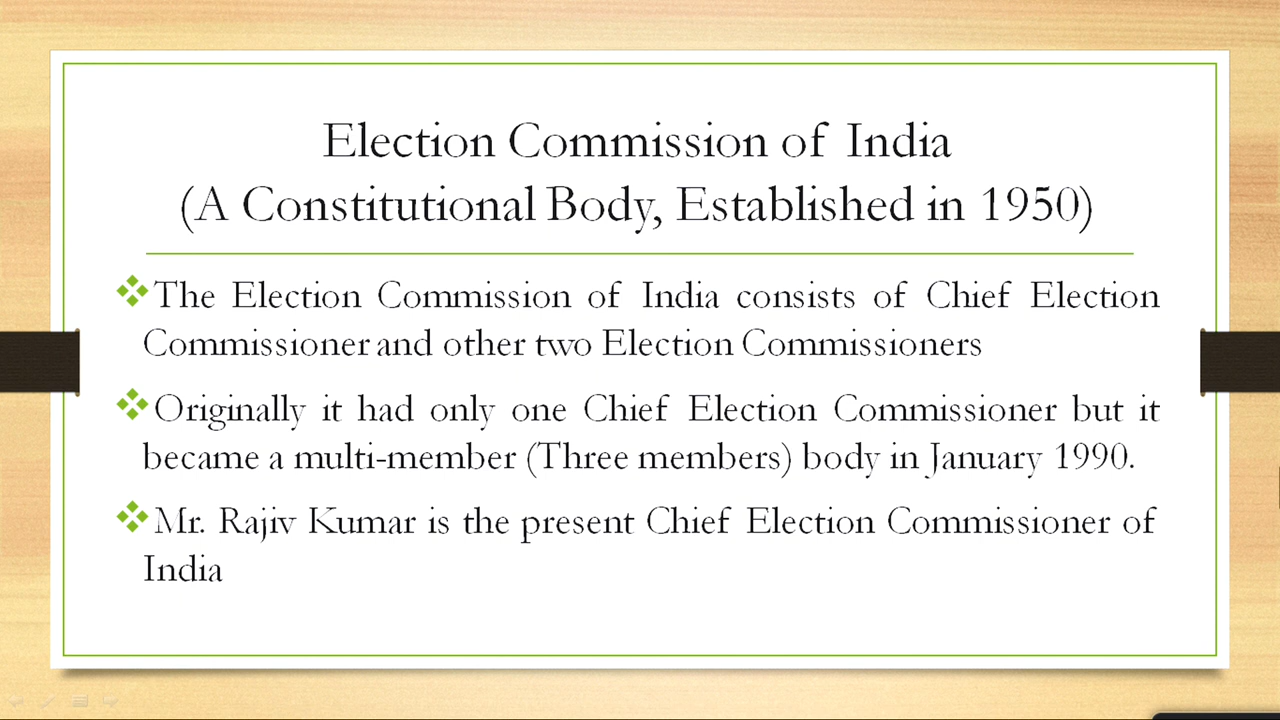 Election Commission of India
(A Constitutional Body, Established in 1950)
The Election Commission of India consists of Chief Election
Commissioner and other two Election Commissioners
Originally it had only one Chief Election Commissioner but it
became a multi-member (Three members) body in January 1990.
Mr. Rajiv Kumar is the present Chief Election Commissioner of
India